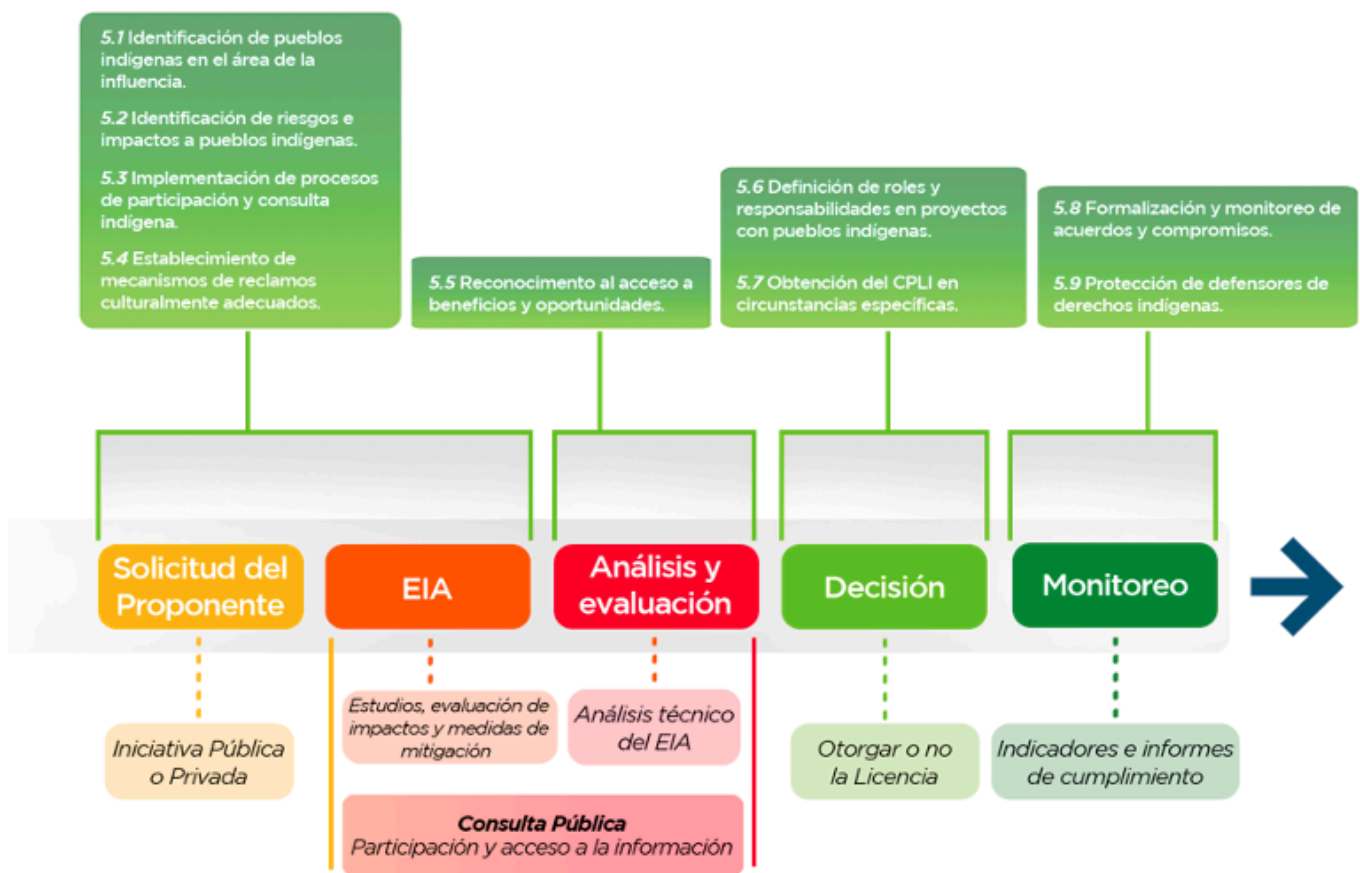 5.1 Identificación de pueblos
indígenas en el área de la
influencia.
5.2 Identificación de riesgos e
impactos a pueblos indígenas.
5.3 Implementación de procesos
de participación y consulta
indígena.
5.4 Establecimiento de
mecanismos de reclamos
culturalmente adecuados.
5.5 Reconocimento al acceso a
beneficios y oportunidades.
5.6 Definición de roles y
responsabilidades en proyectos
con pueblos indígenas.
5.7 Obtención del CPLI en
circunstancias específicas.
5.8 Formalización y monitoreo de
acuerdos y compromisos.
5.9 Protección de defensores de
derechos indígenas.
Solicitud del
Proponente
EIA
Análisis y
evaluación
Decisión
Monitoreo
Iniciativa Pública
o Privada
Estudios, evaluación de
impactos y medidas de
mitigación
Análisis técnico
del EIA
Otorgar o no
la Licencia
Indicadores e informes
de cumplimiento
Consulta Pública
Participación y acceso a la información